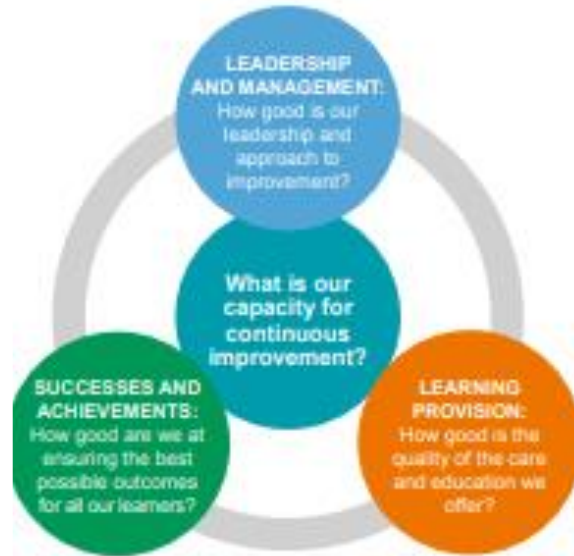 LEADERSHIP
AND MANAGEMENT:
How good is our
leadership and
approach to
improvement?
What is our
capacity for
continuous
improvement?
SUCCESSES AND
ACHIEVEMENTS:
How good are we at
ensuring the best
possible outcomes
for all our learners?
LEARNING
PROVISION:
How good is the
quality of the care
and education we
offer?